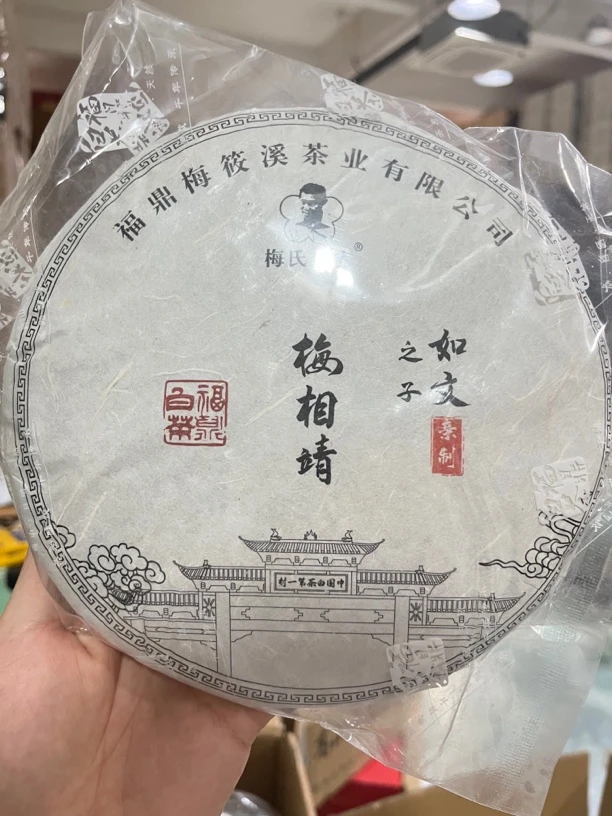 福鼎梅筱溪茶业有限公司
梅氏
®
如文
之子
亲制
梅相靖
福鼎
白茶
中国白茶第一村